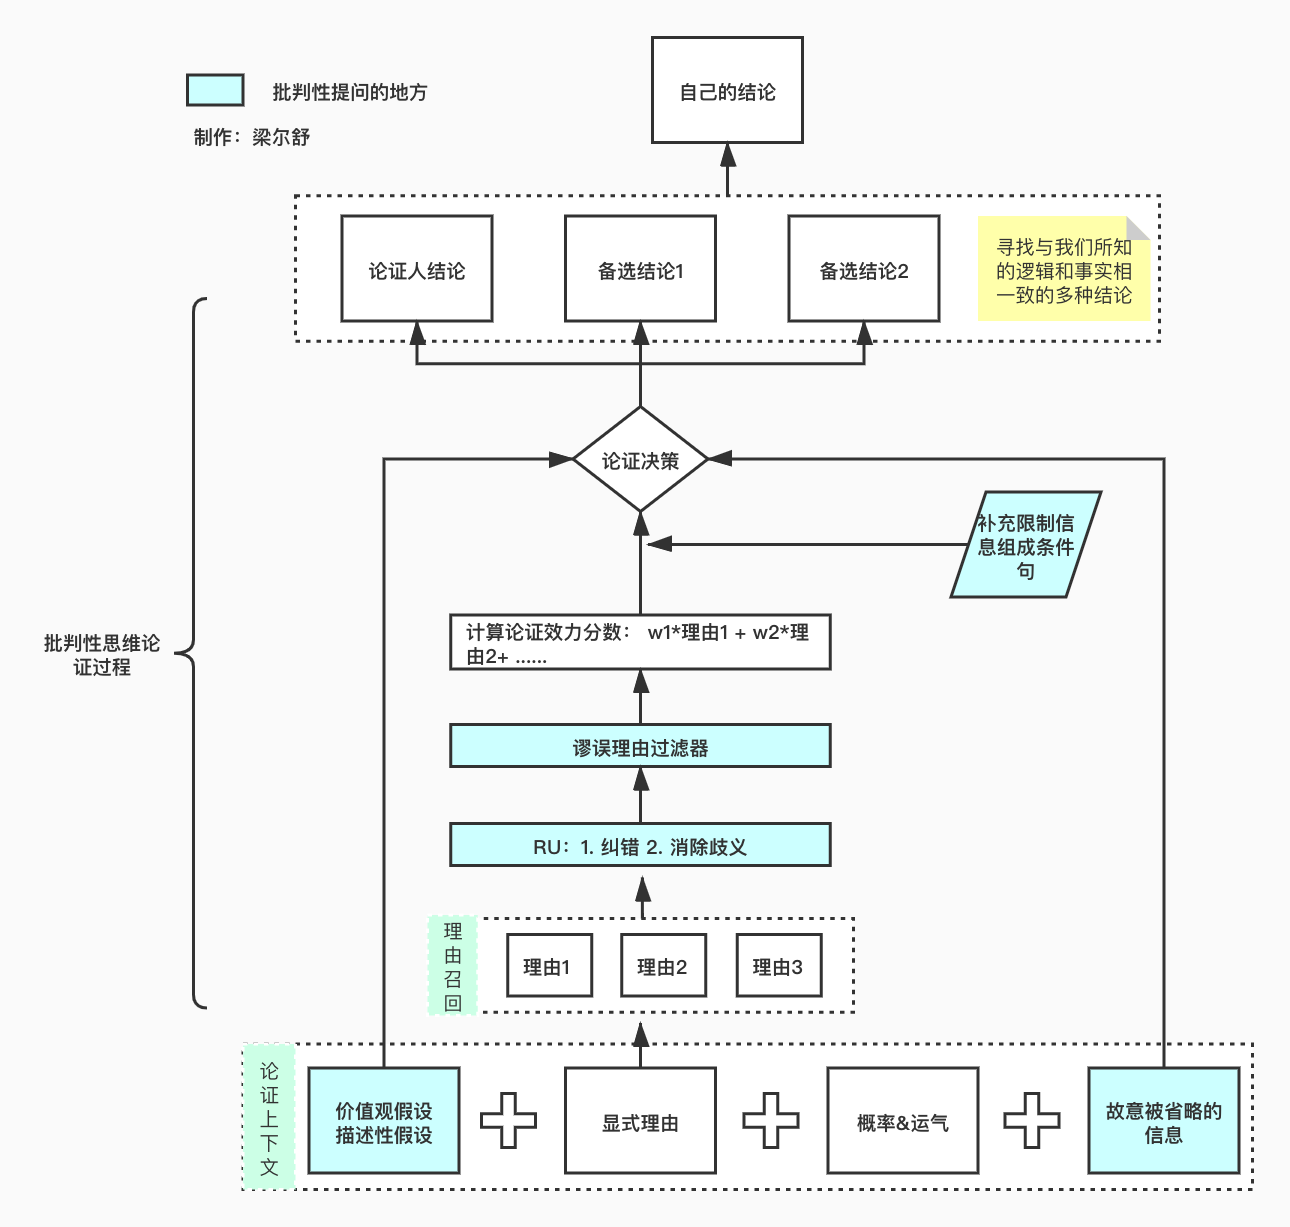 自己的结论
批判性提问的地方
制作：梁尔舒
论证人结论
备选结论1
备选结论2
寻找与我们所知
的逻辑和事实相
一致的多种结论
论证决策
补充限制信
息组成条件
句
计算论证效力分数： w1*理由1 + w2*理
由2+ ......
批判性思维论
证过程
谬误理由过滤器
RU：1. 纠错 2. 消除歧义
理
由
召
回
理由1
理由2
理由3
论
证
上
下
文
价值观假设
描述性假设
显式理由
概率&运气
故意被省略的
信息